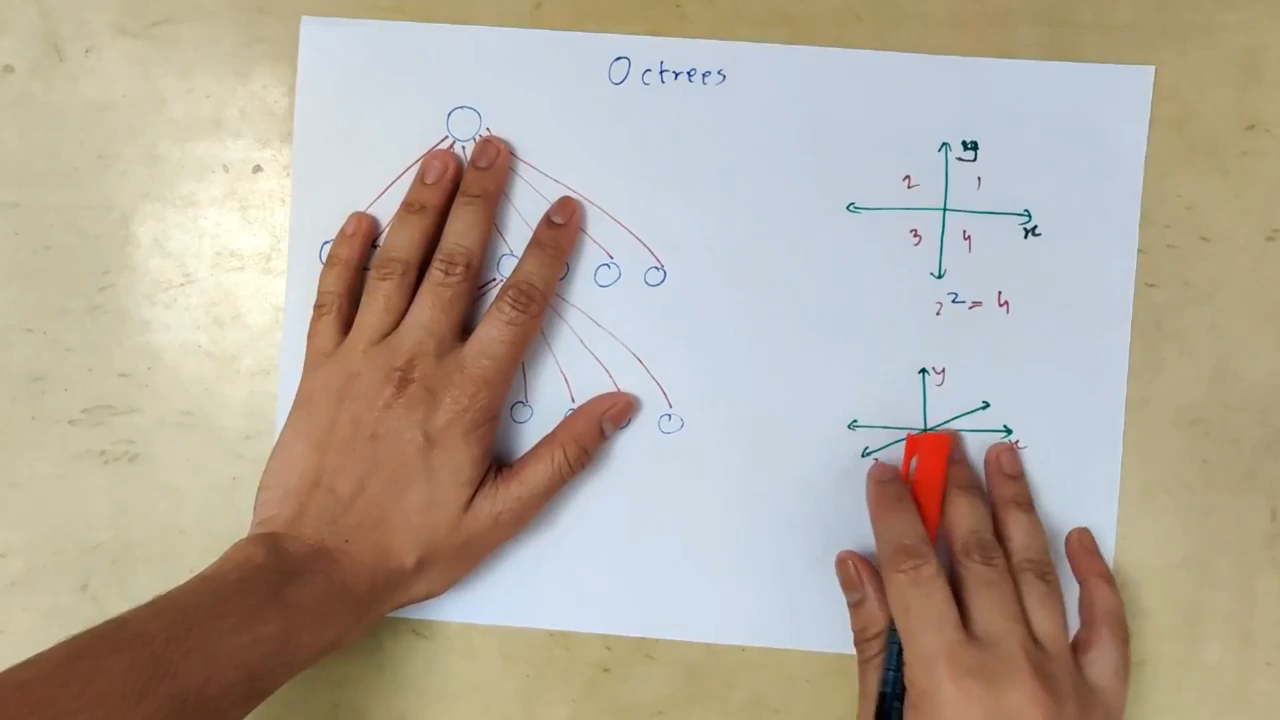 Octrees
y
2 1
x
3 4
2² = 4
y
x